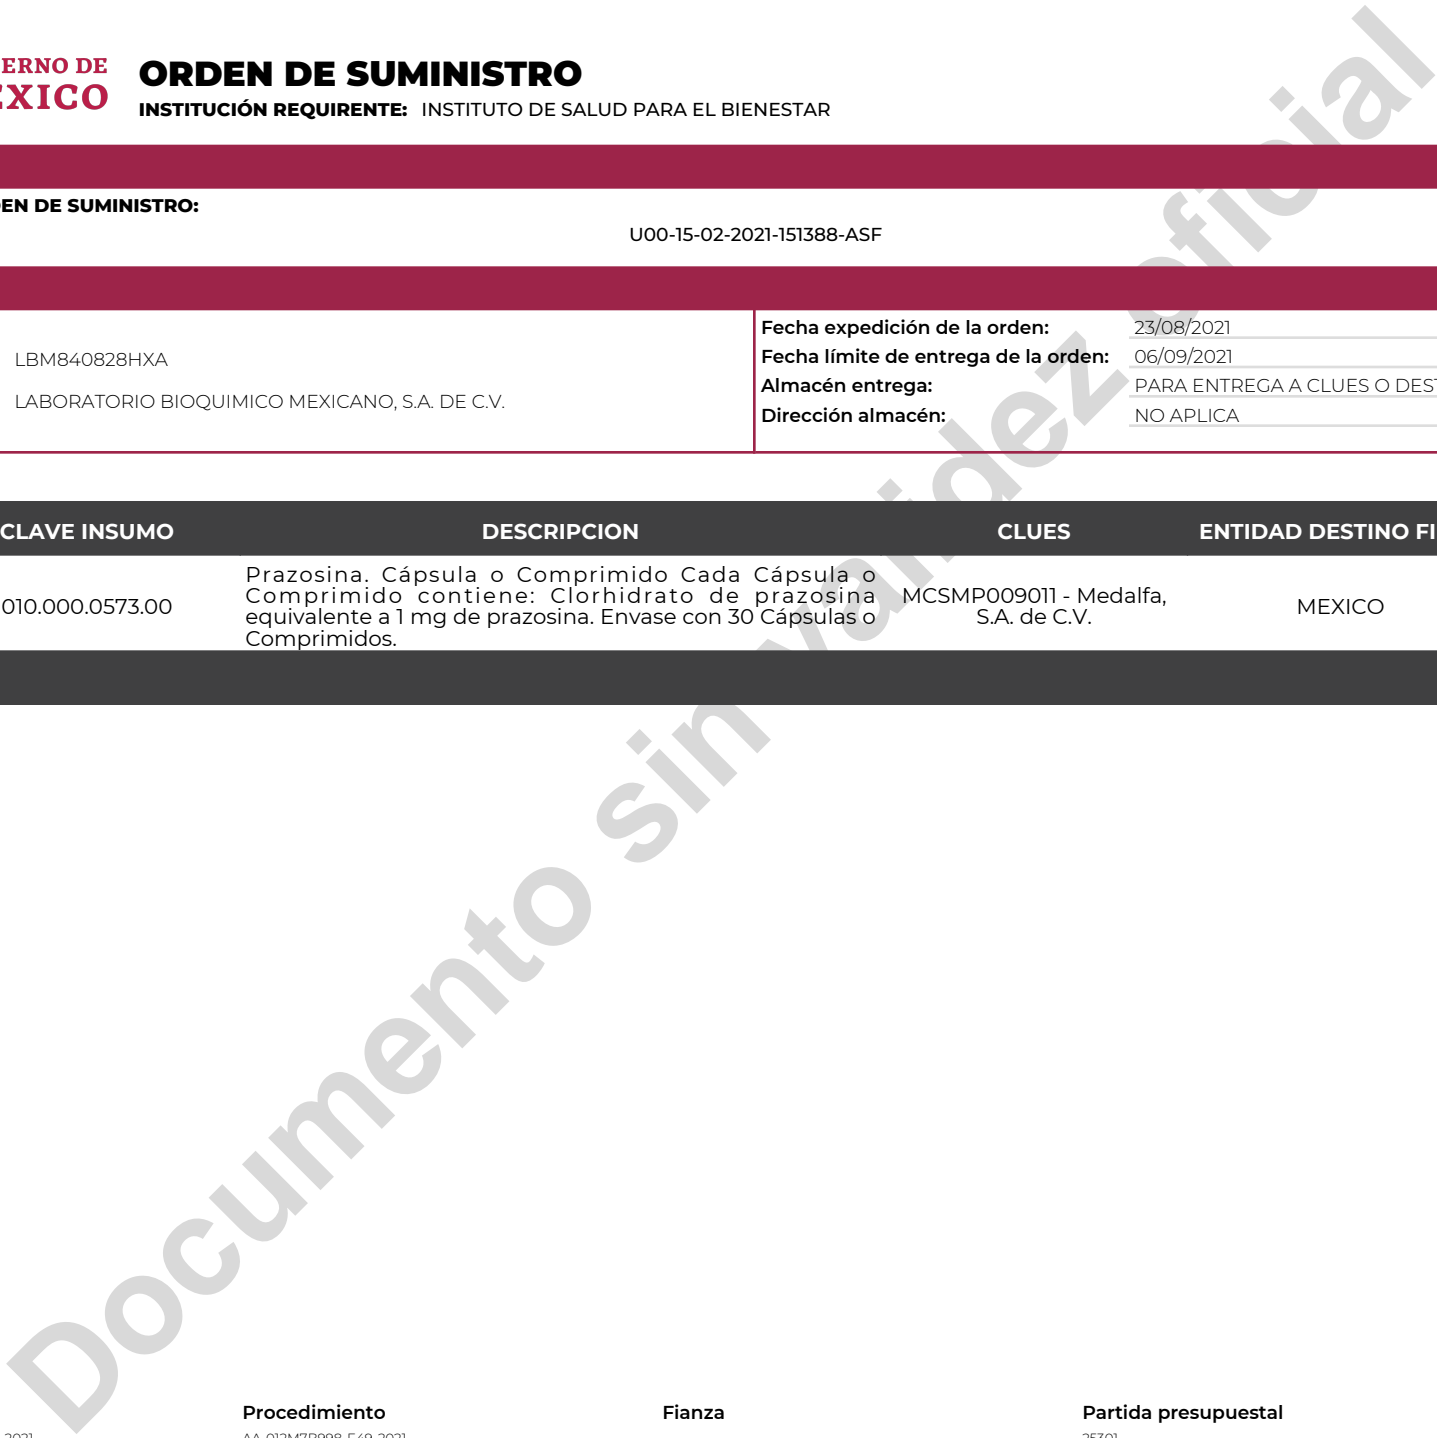 ERNO DE
ORDEN DE SUMINISTRO
EXICO
INSTITUCIÓN REQUIRENTE: INSTITUTO DE SALUD PARA EL BIENESTAR
EN DE SUMINISTRO:
U00-15-02-2021-151388-ASF
LBM840828HXA
LABORATORIO BIOQUIMICO MEXICANO, S.A. DE C.V.
Fecha expedición de la orden: 23/08/2021
Fecha límite de entrega de la orden: 06/09/2021
Almacén entrega: PARA ENTREGA A CLUES O DEST
Dirección almacén: NO APLICA
CLAVE INSUMO DESCRIPCION CLUES ENTIDAD DESTINO FI
010.000.0573.00
Prazosina. Cápsula o Comprimido Cada Cápsula o
Comprimido contiene: Clorhidrato de prazosina
equivalente a 1 mg de prazosina. Envase con 30 Cápsulas o
Comprimidos.
MCSMP009011 - Medalfa,
S.A. de C.V.
MEXICO
Documento sin validez oficial
Procedimiento Fianza Partida presupuestal